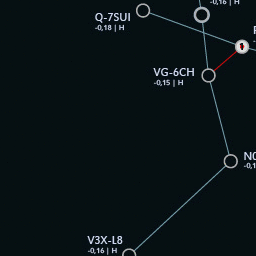 -0,16 | H
Q-7SUI
-0,18 | H
VG-6CH
-0,15 | H
V3X-L8
-0,16 | H